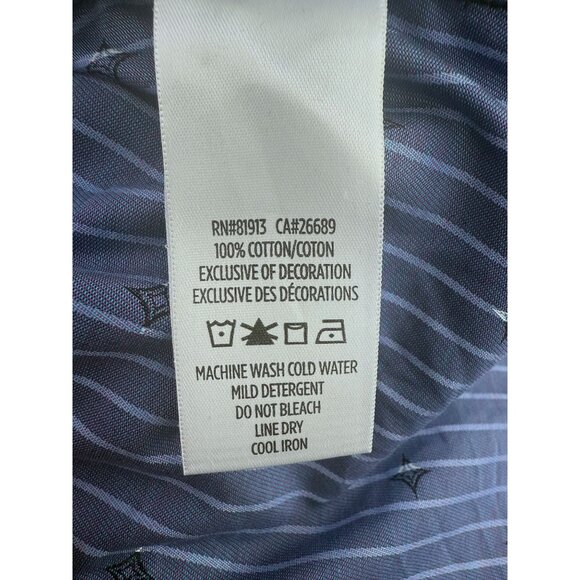 RN#81913 CA#26689
100% COTTON/COTON
EXCLUSIVE OF DECORATION
EXCLUSIVE DES DÉCORATIONS
MACHINE WASH COLD WATER
MILD DETERGENT
DO NOT BLEACH
LINE DRY
COOL IRON